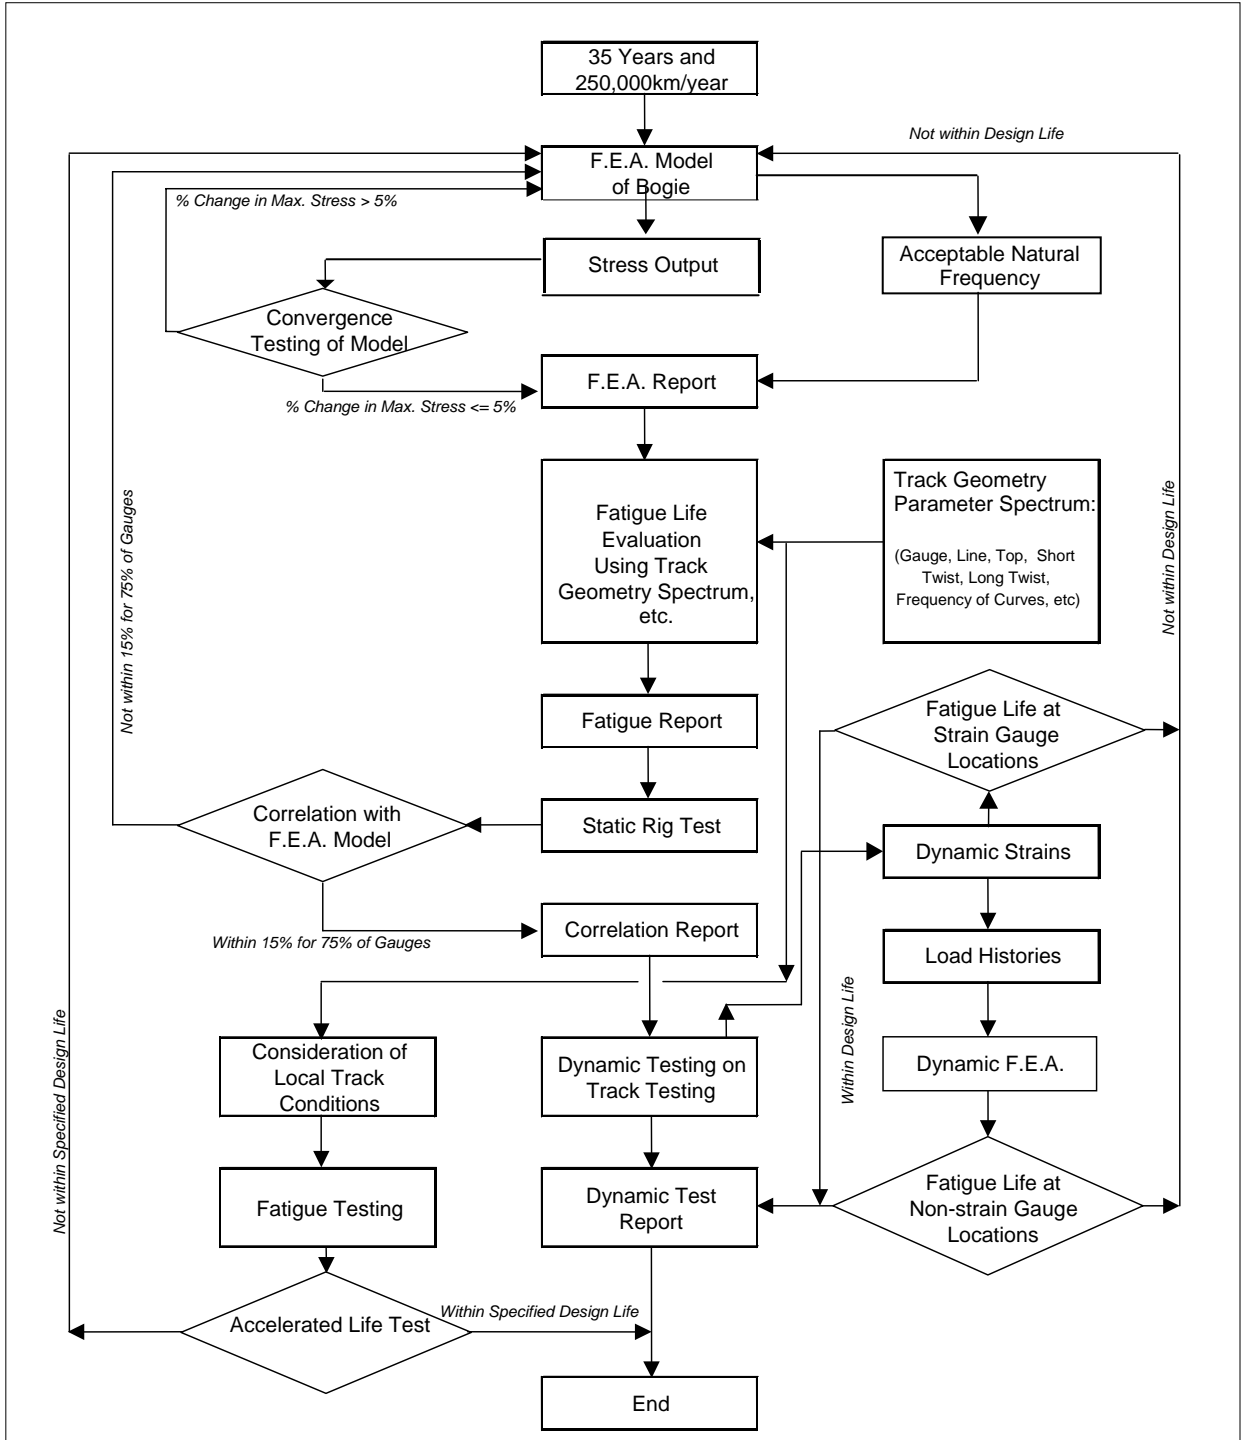 35 Years and
250,000km/year
Not within Design Life
F.E.A. Model
of Bogie
% Change in Max. Stress > 5%
Stress Output
Acceptable Natural
Frequency
Convergence
Testing of Model
F.E.A. Report
% Change in Max. Stress <= 5%
Track Geometry
Parameter Spectrum:
(Gauge, Line, Top, Short
Twist, Long Twist,
Frequency of Curves, etc)
Fatigue Life
Evaluation
Using Track
Geometry Spectrum,
etc.
Not within 15% for 75% of Gauges
Not within Design Life
Fatigue Report
Fatigue Life at
Strain Gauge
Locations
Correlation with
F.E.A. Model
Static Rig Test
Dynamic Strains
Correlation Report
Within 15% for 75% of Gauges
Load Histories
Not within Specified Design Life
Consideration of
Local Track
Conditions
Dynamic Testing on
Track Testing
Within Design Life
Dynamic F.E.A.
Fatigue Testing
Dynamic Test
Report
Fatigue Life at
Non-strain Gauge
Locations
Accelerated Life Test
Within Specified Design Life
End